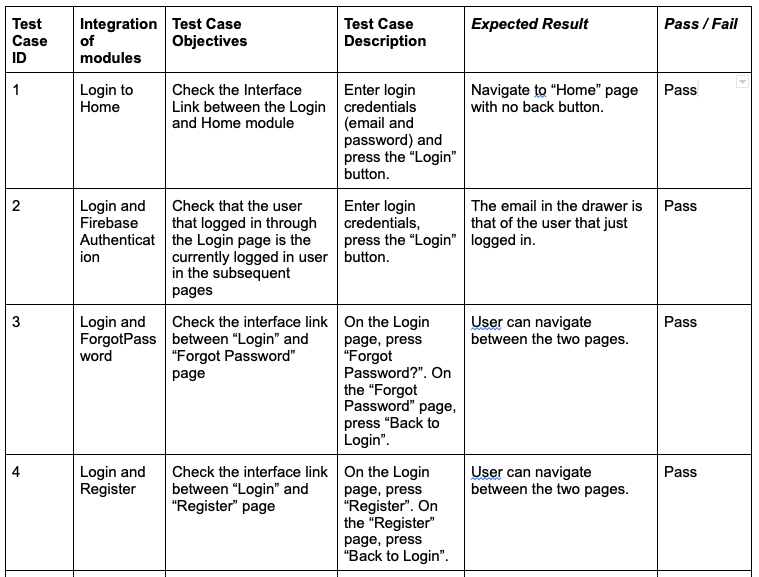 Test Case ID
Integration of modules
Test Case Objectives
Test Case Description
Expected Result
Pass / Fail
1
Login to
Home
Check the Interface
Link between the Login
and Home module
Enter login
credentials
(email and
password) and
press the “Login”
button.
Navigate to “Home” page
with no back button.
Pass
2
Login and
Firebase
Authenticat
ion
Check that the user
that logged in through
the Login page is the
currently logged in user
in the subsequent
pages
Enter login
credentials,
press the “Login”
button.
The email in the drawer is
that of the user that just
logged in.
Pass
3
Login and
ForgotPass
word
Check the interface link
between “Login” and
“Forgot Password”
page
On the Login
page, press
“Forgot
Password?”. On
the “Forgot
Password” page,
press “Back to
Login”.
User can navigate
between the two pages.
Pass
4
Login and
Register
Check the interface link
between “Login” and
“Register” page
On the Login
page, press
“Register”. On
the “Register”
page, press
“Back to Login”.
User can navigate
between the two pages.
Pass